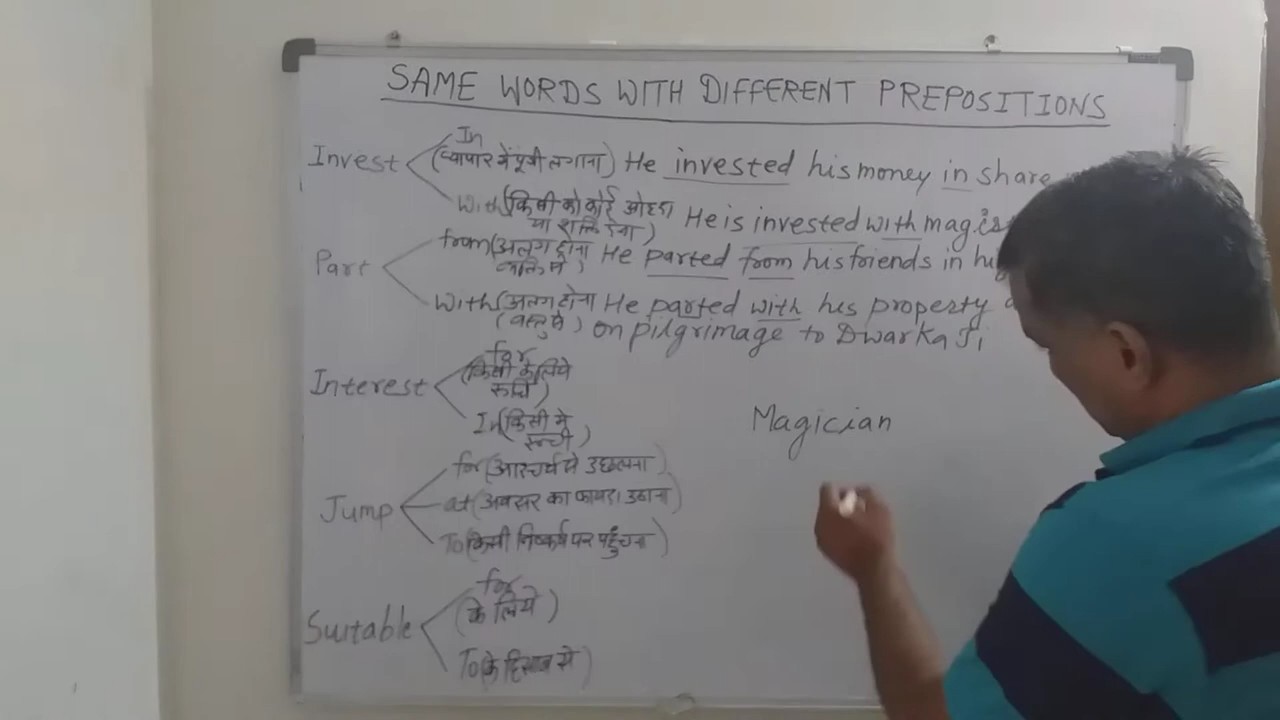 SAME WORDS WITH DIFFERENT PREPOSITIONS
In
Invest (व्यापार में पूंजी लगाना) He invested his money in share
With (किसी को कोई ओहदा He is invested with
या शक्ति देना)
Part from (अलग होना He parted from his friends in
व्यक्ति से)
With (अलग होना He parted with his property
(वस्तु से) on pilgrimage to Dwarka Ji
for
Interest (किसी के लिये
रूचि)
In (किसी मे
रूची)
Magician
for (आश्चर्य से उछलना)
Jump at (अवसर का फायदा उठाना)
To (किसी निष्कर्ष पर पहुँचना)
for
Suitable (के लिये)
To (के हिसाब से)